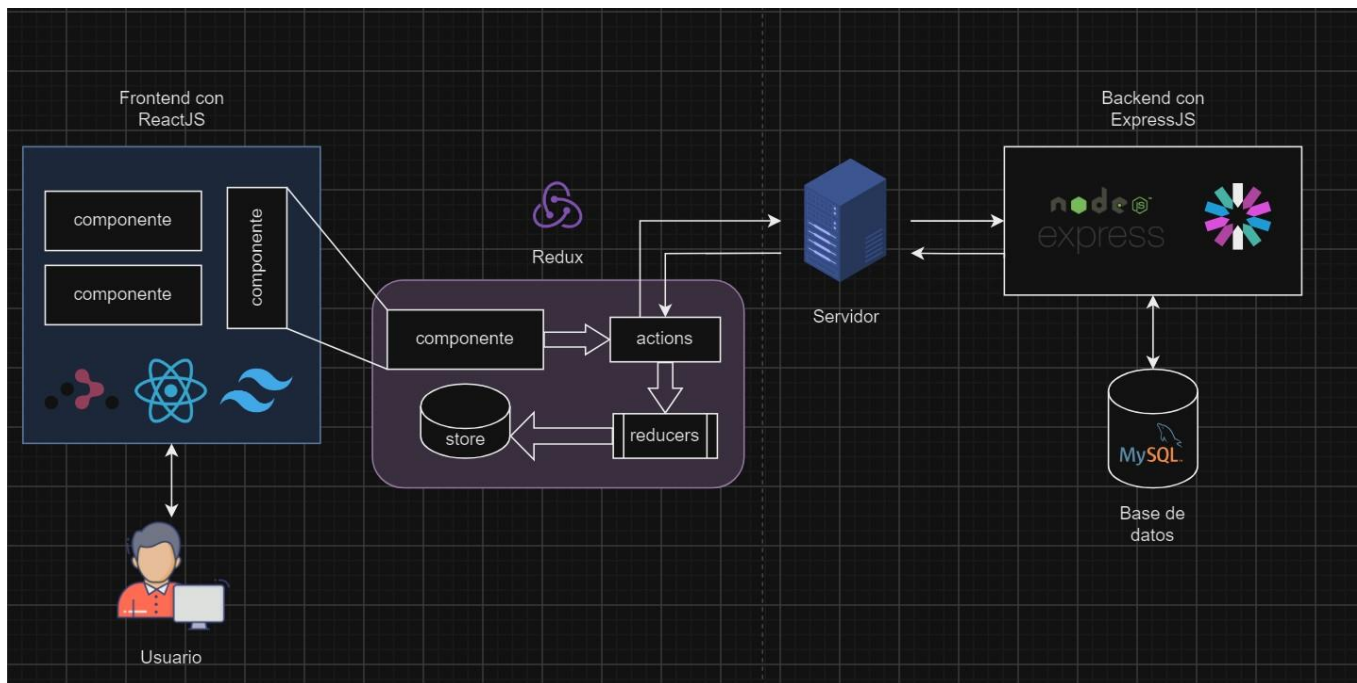 Frontend con
ReactJS
componente
componente
componente
Usuario
Redux
componente
actions
store
reducers
Servidor
Backend con
ExpressJS
node JS
express
MySQL
Base de
datos